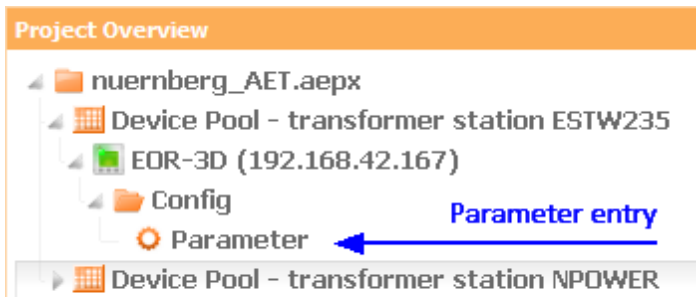 Project Overview
nuernberg_AET.aepx
Device Pool - transformer station ESTW235
EOR-3D (192.168.42.167)
Config
Parameter entry
Parameter
Device Pool - transformer station NPOWER